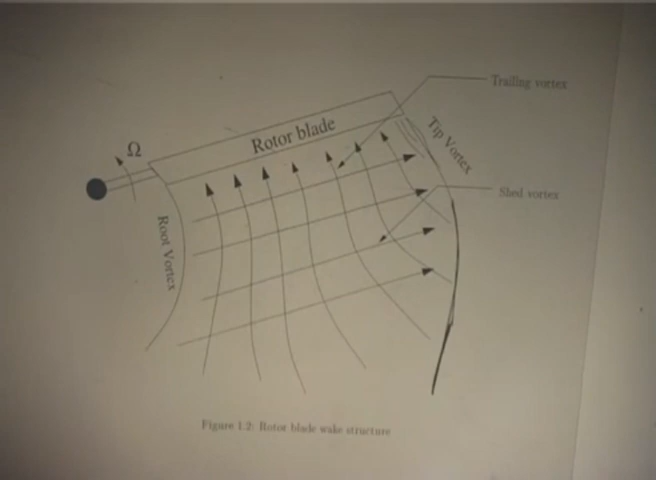 Trailing vortex
Tip Vortex
Rotor blade
Ω
Shed vortex
Root Vortex
Figure 1.2: Rotor blade wake structure